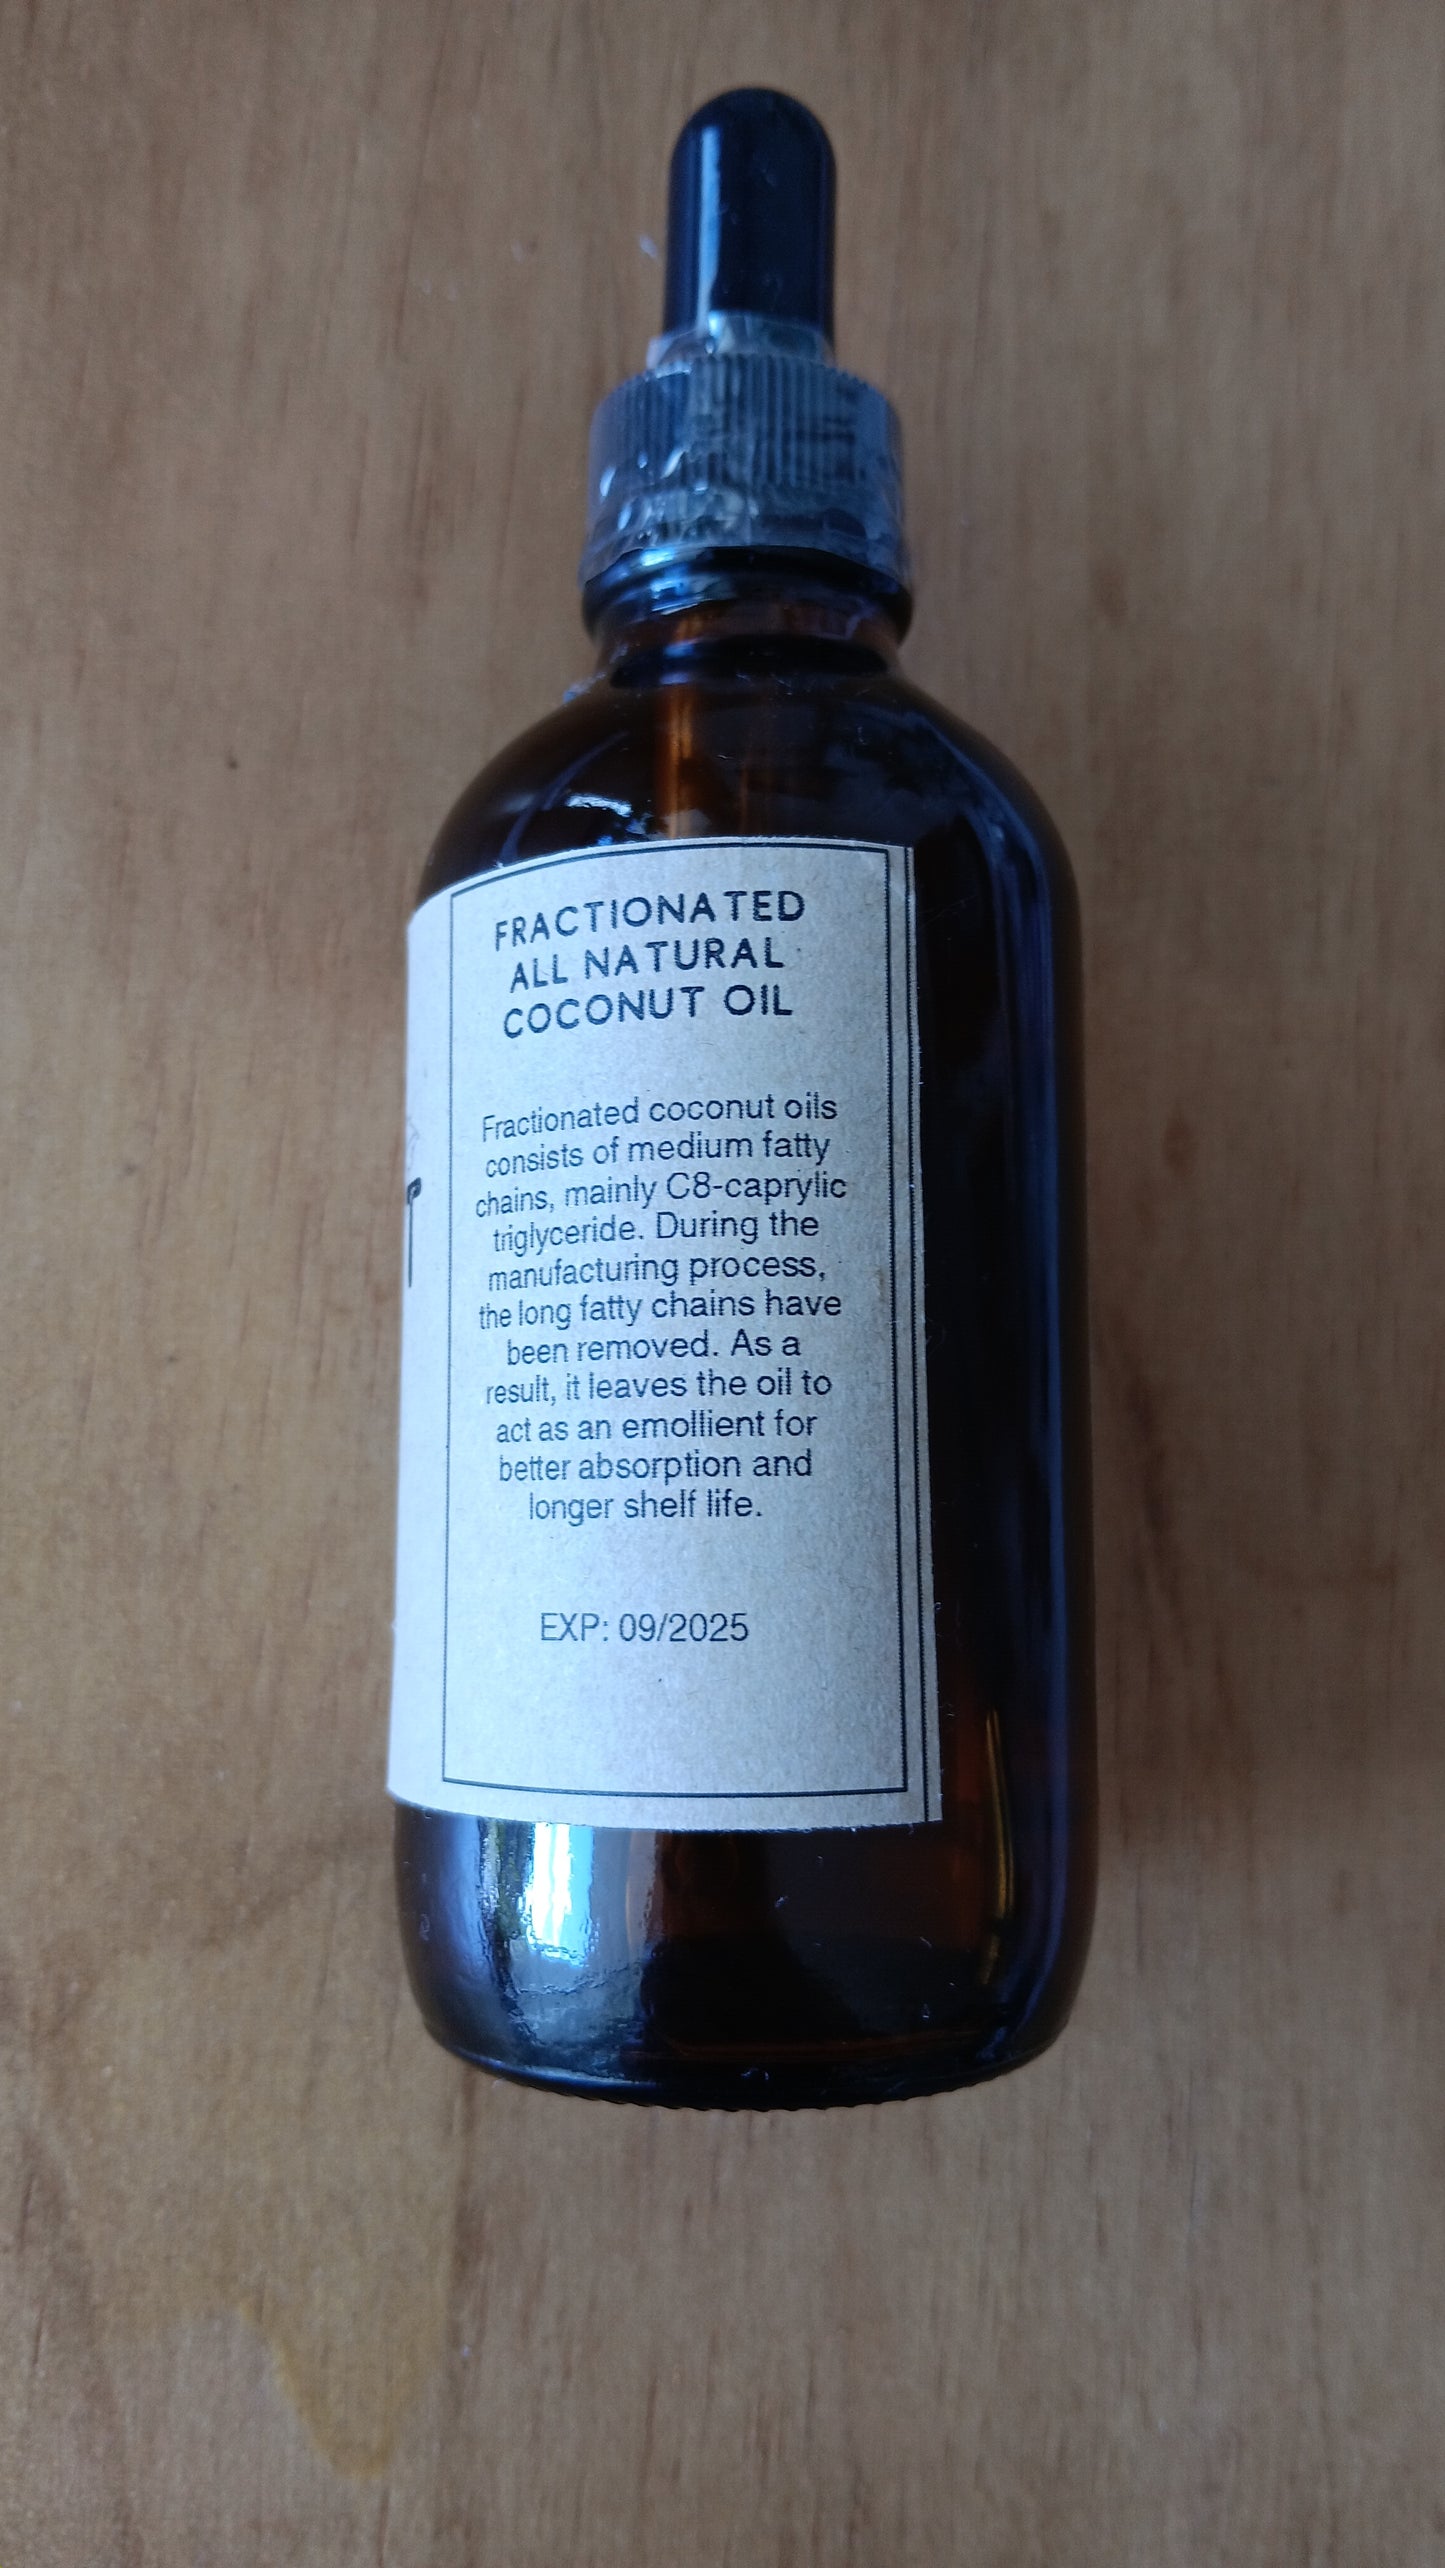 FRACTIONATED
ALL NATURAL
COCONUT OIL
Fractionated coconut oils
consists of medium fatty
chains, mainly C8-caprylic
triglyceride. During the
manufacturing process,
the long fatty chains have
been removed. As a
result, it leaves the oil to
act as an emollient for
better absorption and
longer shelf life.
EXP: 09/2025